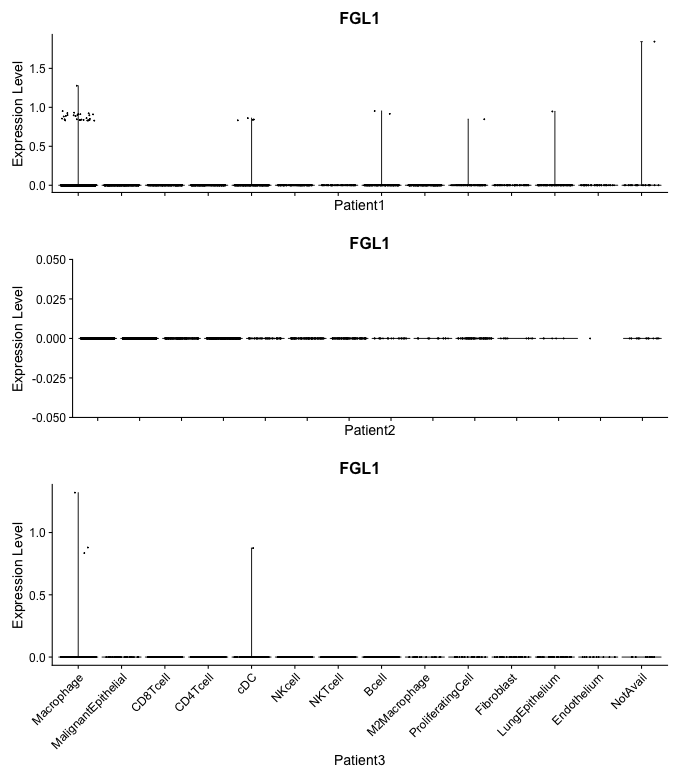 FGL1
1.5
1.0
0.5
0.0
Expression Level
Patient1
FGL1
0.050
0.025
0.000
-0.025
-0.050
Expression Level
Patient2
FGL1
1.0
0.5
0.0
Expression Level
Macrophage
MalignantEpithelial
CD8Tcell
CD4Tcell
cDC
NKcell
NKTcell
Bcell
M2Macrophage
ProliferatingCell
Fibroblast
LungEpithelium
Endothelium
NotAvail
Patient3